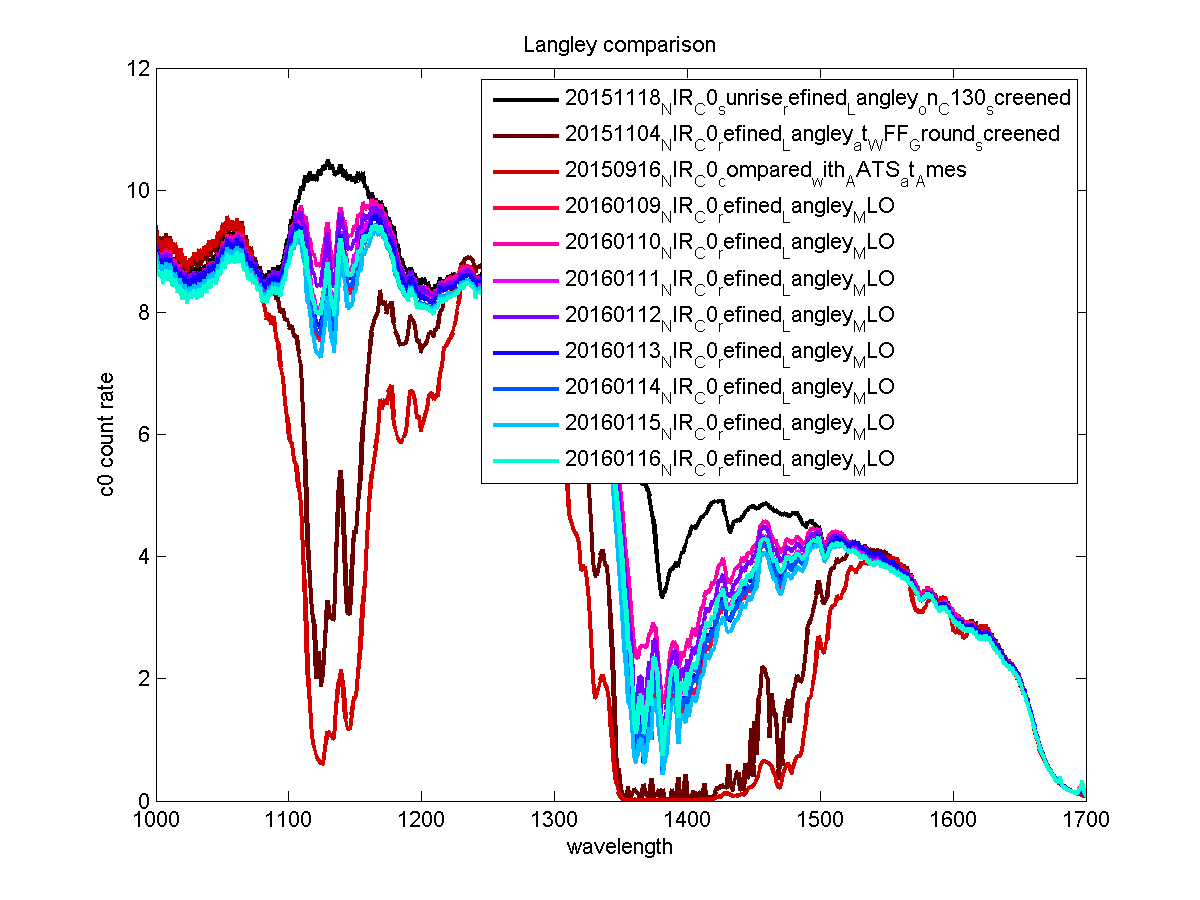 Langley comparison
12
10
8
6
4
2
0
c0 count rate
20151118NIRC0sunriserefinedLangleyonC130screened
20151104NIRC0refinedLangleyatWFFGroundscreened
20150916NIRC0comparedwithAATSatAmes
20160109NIRC0refinedLangleyMLO
20160110NIRC0refinedLangleyMLO
20160111NIRC0refinedLangleyMLO
20160112NIRC0refinedLangleyMLO
20160113NIRC0refinedLangleyMLO
20160114NIRC0refinedLangleyMLO
20160115NIRC0refinedLangleyMLO
20160116NIRC0refinedLangleyMLO
1000 1100 1200 1300 1400 1500 1600 1700
wavelength